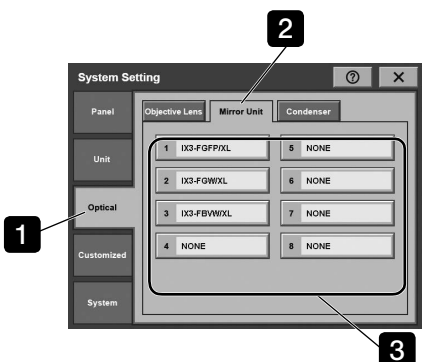 2
System Setting
?
X
Panel
Objective Lens
Mirror Unit
Condenser
1 IX3-FGFP/XL
5 NONE
Unit
2 IX3-FGW/XL
6 NONE
Optical
3 IX3-FBVW/XL
7 NONE
1
4 NONE
8 NONE
Customized
System
3